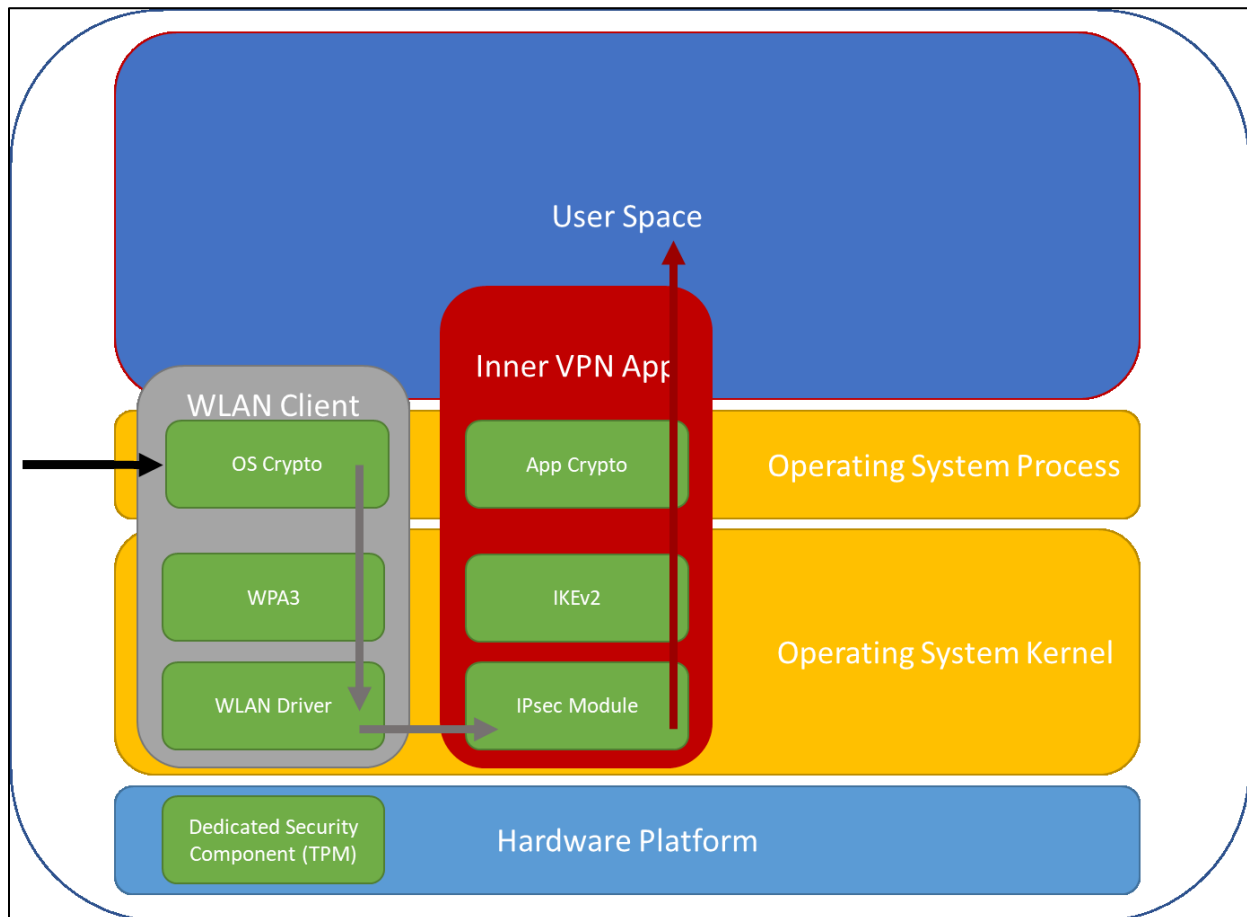 User Space
Inner VPN App
WLAN Client
OS Crypto
App Crypto
Operating System Process
WPA3
IKEv2
Operating System Kernel
WLAN Driver
IPsec Module
Dedicated Security
Component (TPM)
Hardware Platform